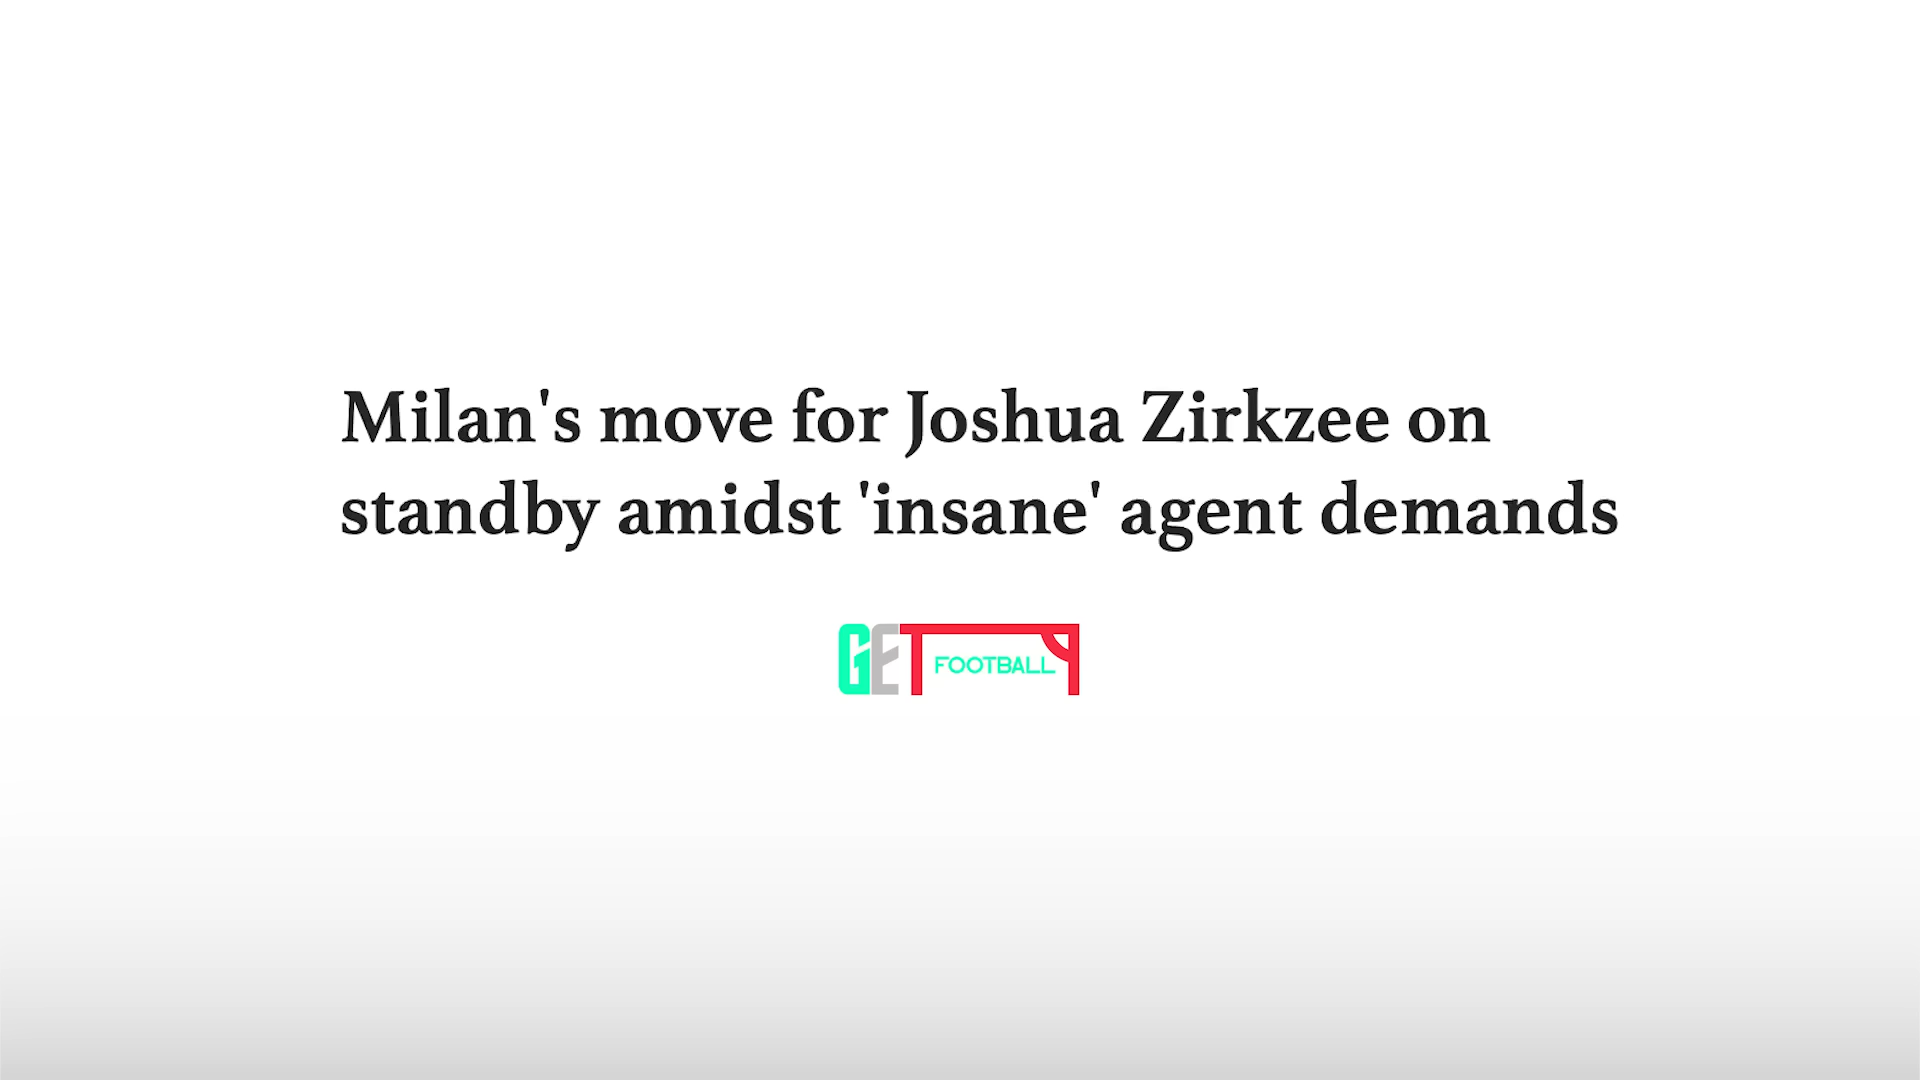 Milan's move for Joshua Zirkzee on
standby amidst 'insane' agent demands
GET FOOTBALL